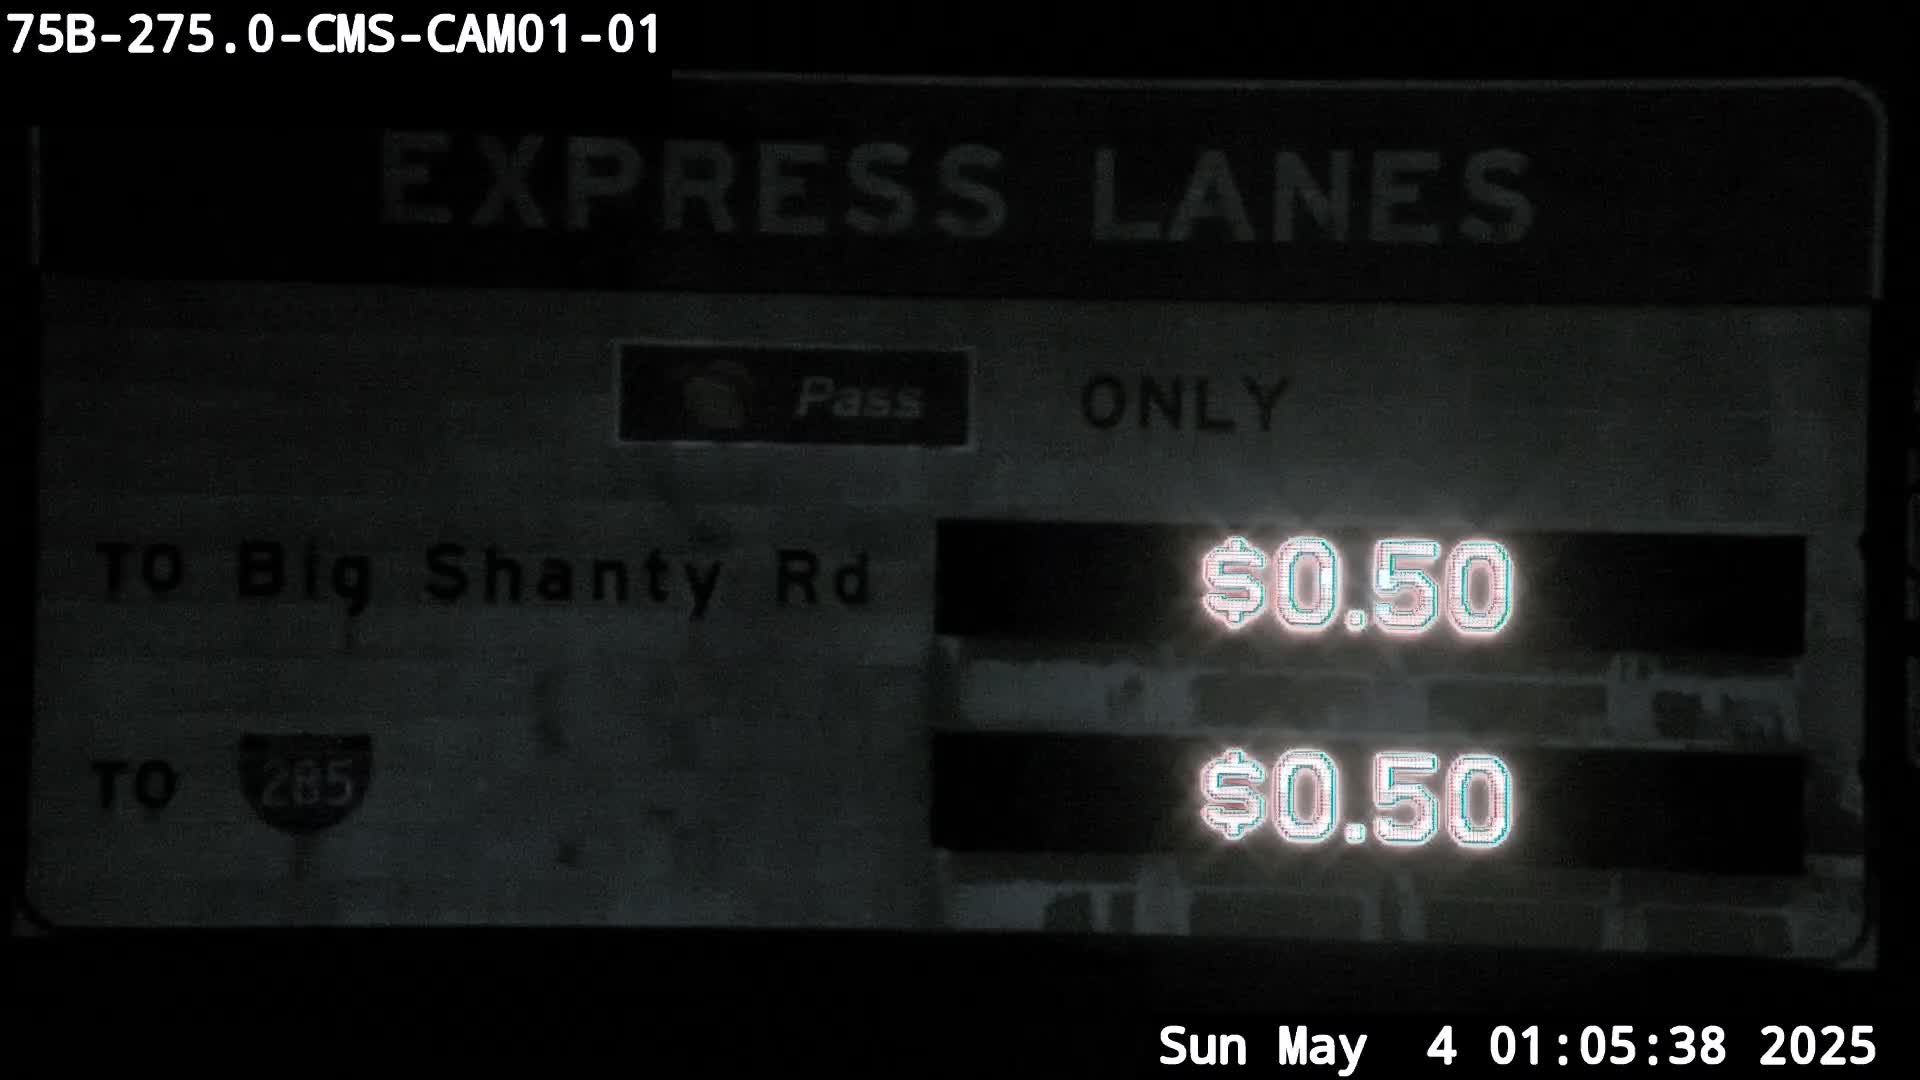 75B-275.0-CMS-CAM01-01
EXPRESS LANES
Pass ONLY
TO Big Shanty Rd $0.50
TO 285 $0.50
Sun May 4 01:05:38 2025